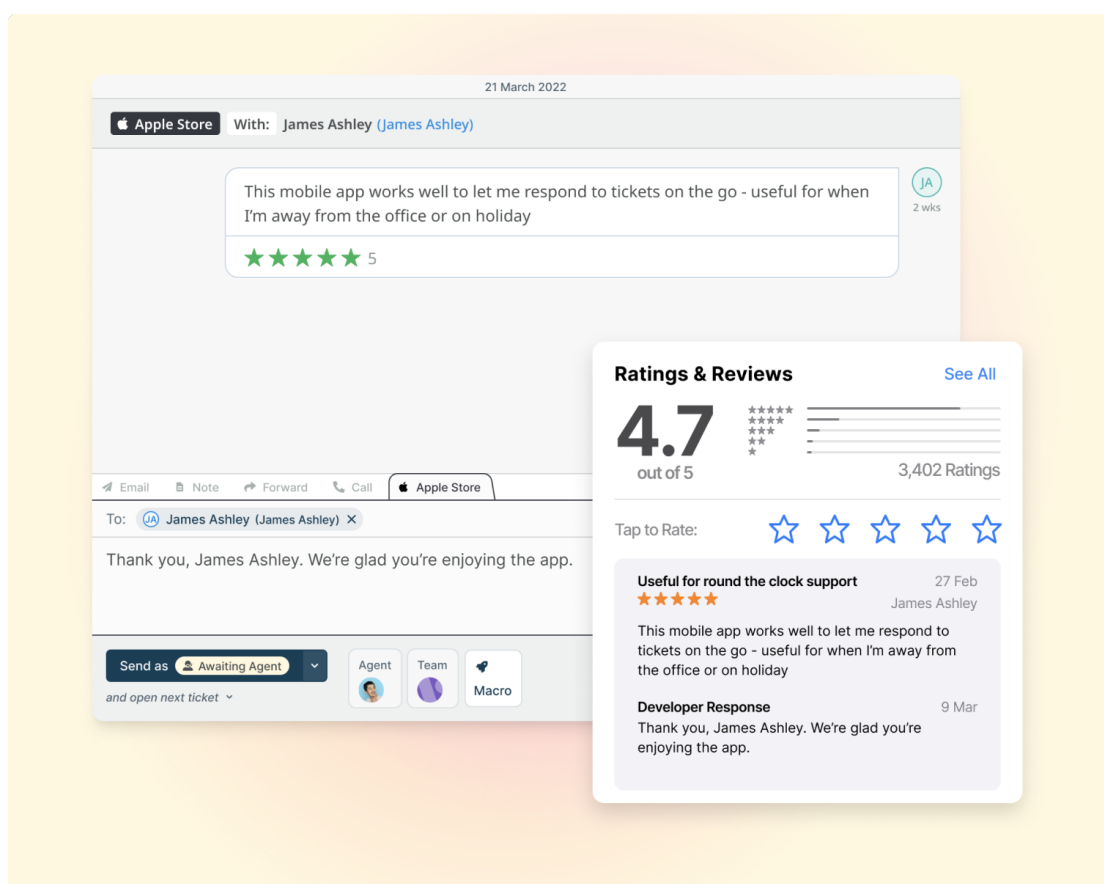 21 March 2022
Apple Store With: James Ashley (James Ashley)
This mobile app works well to let me respond to tickets on the go - useful for when
I'm away from the office or on holiday
JA
2 wks
5
Email Note Forward Call Apple Store
To: JA James Ashley (James Ashley) ✕
Thank you, James Ashley. We're glad you're enjoying the app.
Send as Awaiting Agent
and open next ticket
Agent
Team
Macro
Ratings & Reviews See All
4.7
out of 5
3,402 Ratings
Tap to Rate:
Useful for round the clock support 27 Feb
James Ashley
This mobile app works well to let me respond to
tickets on the go - useful for when I'm away from
the office or on holiday
Developer Response 9 Mar
Thank you, James Ashley. We're glad you're
enjoying the app.